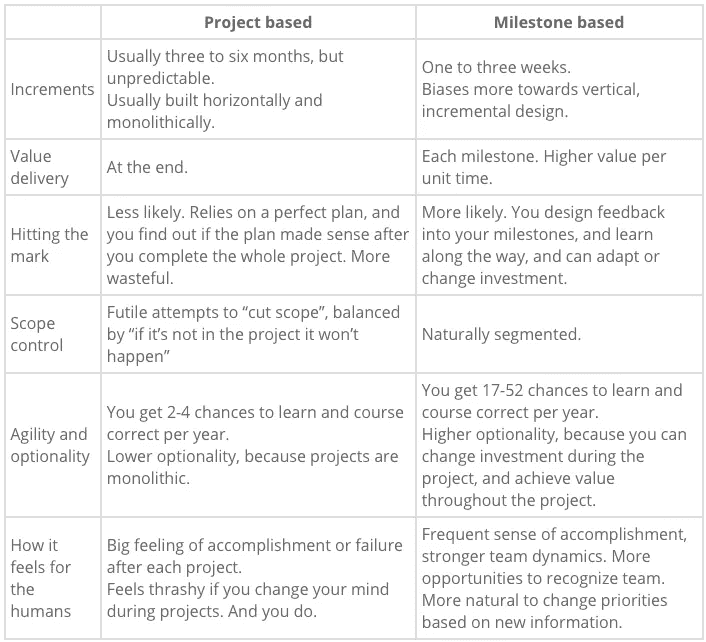 Project based
Milestone based
Increments
Usually three to six months, but
unpredictable.
Usually built horizontally and
monolithically.
One to three weeks.
Biases more towards vertical,
incremental design.
Value
delivery
At the end.
Each milestone. Higher value per
unit time.
Hitting the
mark
Less likely. Relies on a perfect plan, and
you find out if the plan made sense after
you complete the whole project. More
wasteful.
More likely. You design feedback
into your milestones, and learn
along the way, and can adapt or
change investment.
Scope
control
Futile attempts to “cut scope”, balanced
by “if it’s not in the project it won’t
happen”
Naturally segmented.
Agility and
optionality
You get 2-4 chances to learn and course
correct per year.
Lower optionality, because projects are
monolithic.
You get 17-52 chances to learn and
course correct per year.
Higher optionality, because you can
change investment during the
project, and achieve value
throughout the project.
How it
feels for
the
humans
Big feeling of accomplishment or failure
after each project.
Feels thrashy if you change your mind
during projects. And you do.
Frequent sense of accomplishment,
stronger team dynamics. More
opportunities to recognize team.
More natural to change priorities
based on new information.